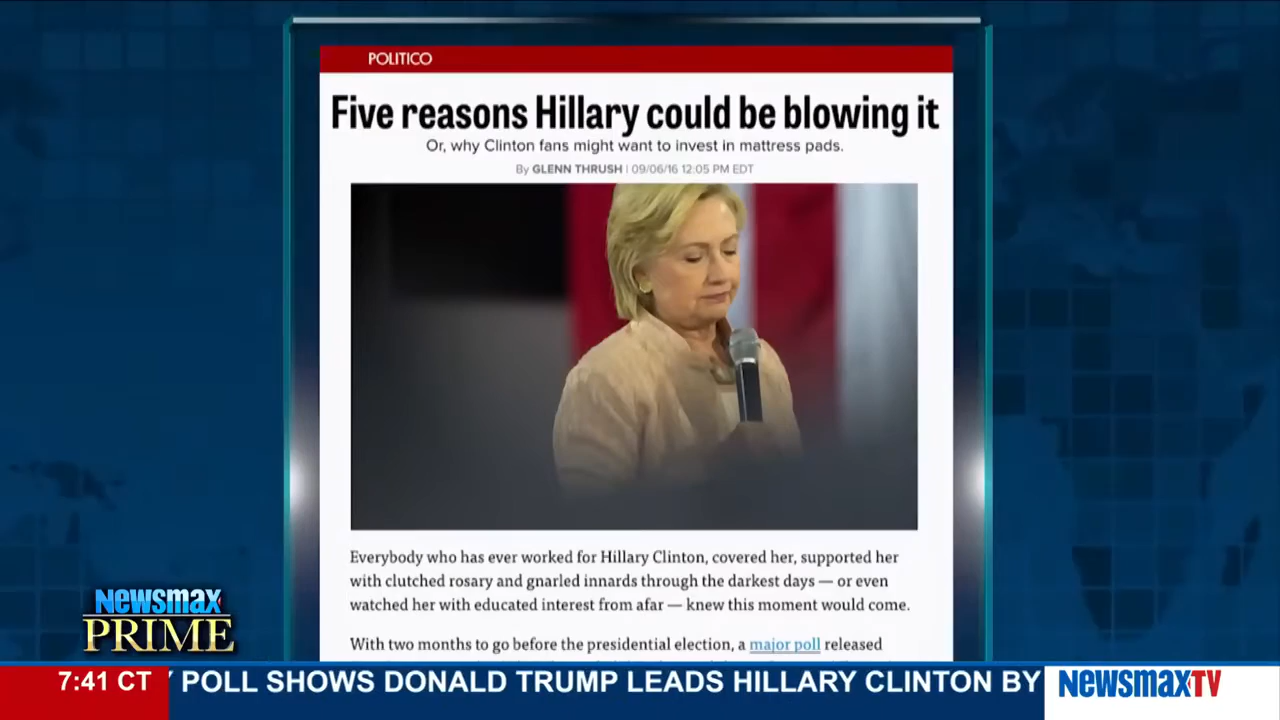 POLITICO
Five reasons Hillary could be blowing it
Or, why Clinton fans might want to invest in mattress pads.
By GLENN THRUSH | 09/06/16 12:05 PM EDT
Everybody who has ever worked for Hillary Clinton, covered her, supported her
with clutched rosary and gnarled innards through the darkest days — or even
watched her with educated interest from afar — knew this moment would come.
With two months to go before the presidential election, a major poll released
Newsmax
PRIME
7:41 CT
POLL SHOWS DONALD TRUMP LEADS HILLARY CLINTON BY
NEWSMAXTV